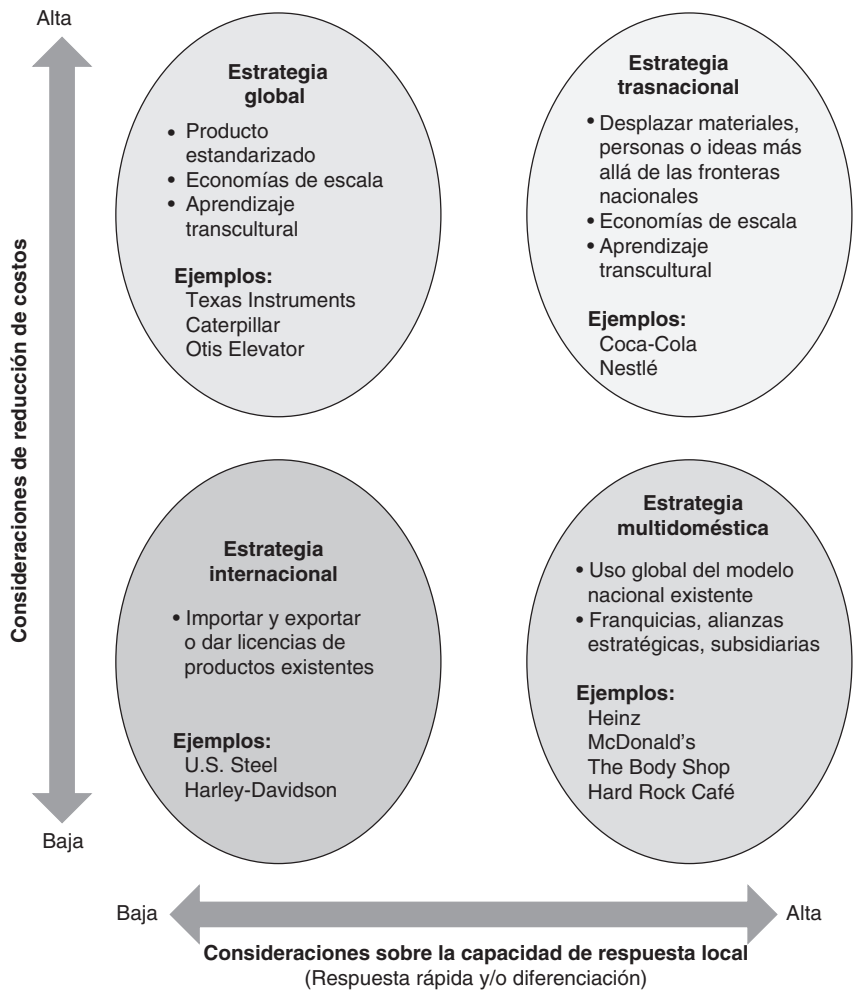 Alta
Consideraciones de reducción de costos
Baja
Estrategia
global
• Producto
estandarizado
• Economías de escala
• Aprendizaje
transcultural
Ejemplos:
Texas Instruments
Caterpillar
Otis Elevator
Estrategia
trasnacional
• Desplazar materiales,
personas o ideas más
allá de las fronteras
nacionales
• Economías de escala
• Aprendizaje
transcultural
Ejemplos:
Coca-Cola
Nestlé
Estrategia
internacional
• Importar y exportar
o dar licencias de
productos existentes
Ejemplos:
U.S. Steel
Harley-Davidson
Estrategia
multidoméstica
• Uso global del modelo
nacional existente
• Franquicias, alianzas
estratégicas, subsidiarias
Ejemplos:
Heinz
McDonald's
The Body Shop
Hard Rock Café
Baja
Alta
Consideraciones sobre la capacidad de respuesta local
(Respuesta rápida y/o diferenciación)